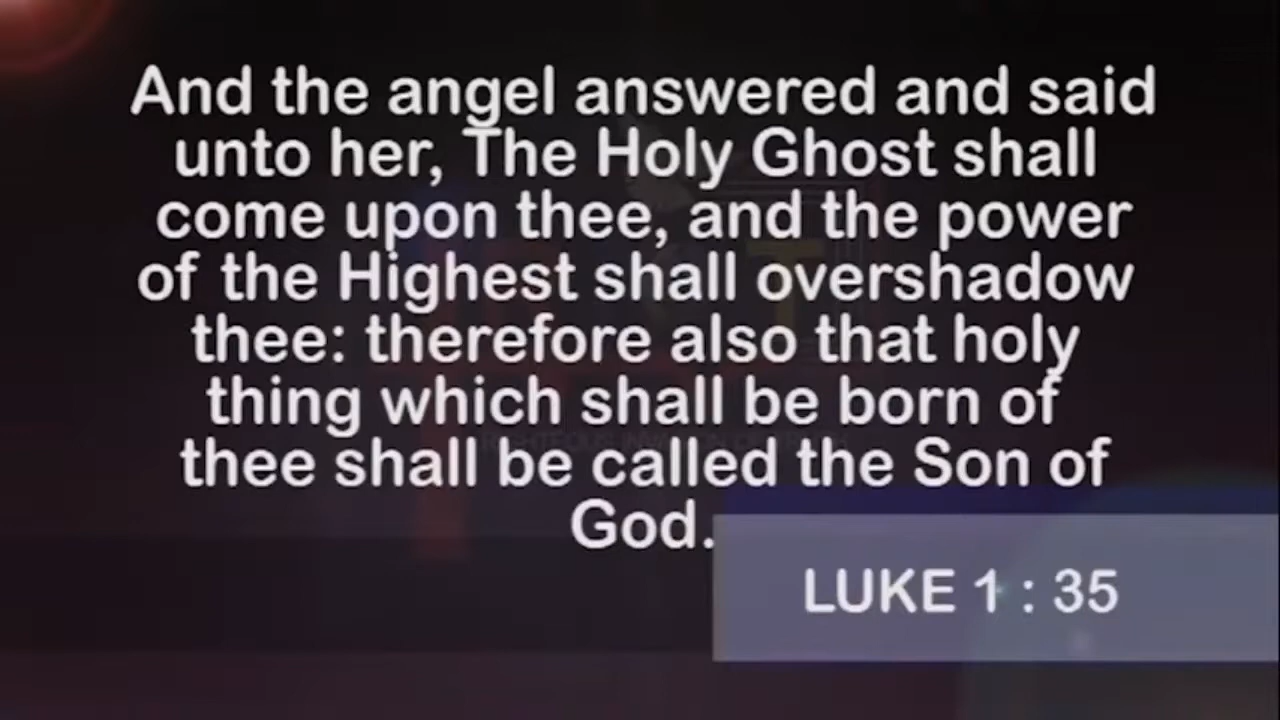 And the angel answered and said
unto her, The Holy Ghost shall
come upon thee, and the power
of the Highest shall overshadow
thee: therefore also that holy
thing which shall be born of
thee shall be called the Son of
God.
LUKE 1 : 35